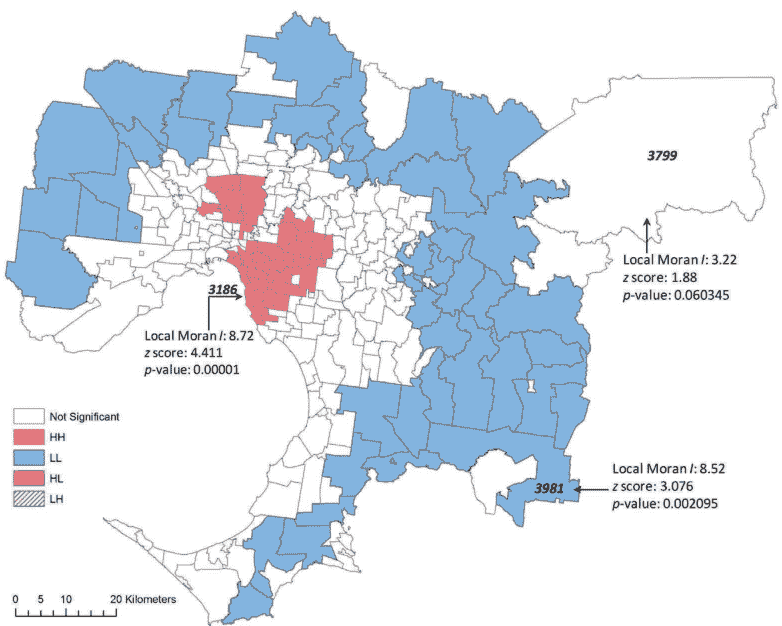 3799
Local Moran I: 3.22
z score: 1.88
p-value: 0.060345
3186
Local Moran I: 8.72
z score: 4.411
p-value: 0.00001
Not Significant
HH
LL
HL
LH
Local Moran I: 8.52
z score: 3.076
p-value: 0.002095
3981
0 5 10 20 Kilometers